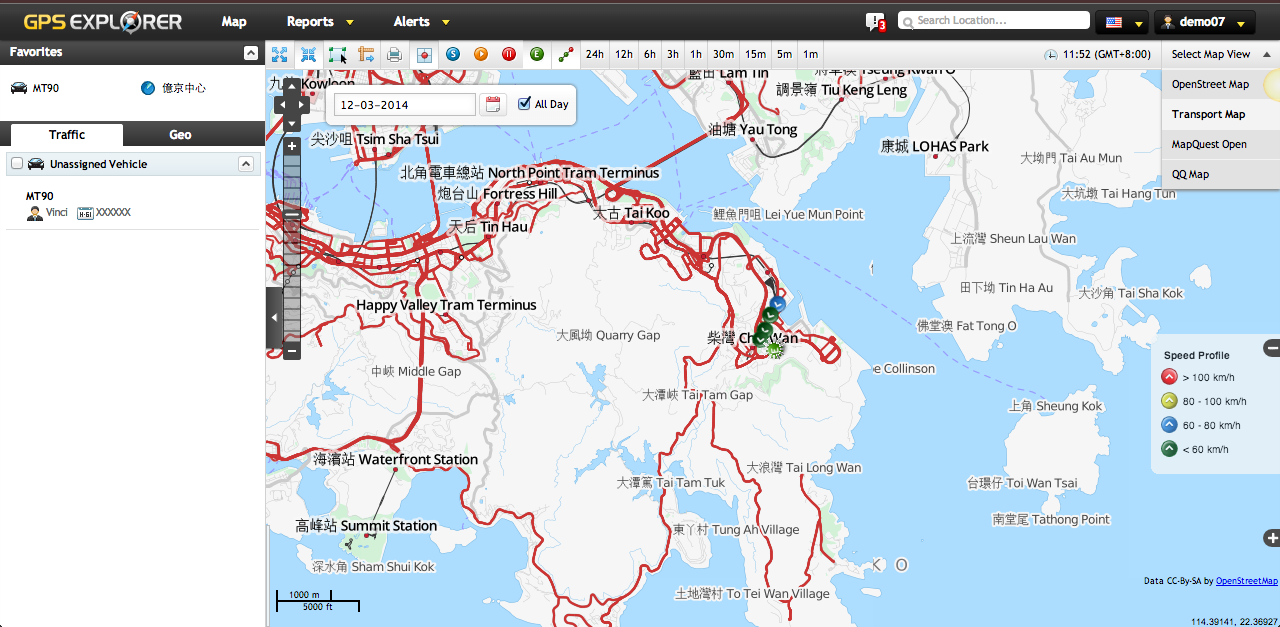 GPS EXPLORER
Map
Reports
Alerts
3
Search Location...
demo07
Favorites
MT90
億京中心
Traffic
Geo
Unassigned Vehicle
MT90
Vinci
H-51
XXXXXX
S
E
24h
12h
6h
3h
1h
30m
15m
5m
1m
11:52 (GMT+8:00)
Select Map View
OpenStreet Map
Transport Map
MapQuest Open
QQ Map
12-03-2014
All Day
Kowloon
藍田 Lam Tin
調景嶺 Tiu Keng Leng
油塘 Yau Tong
尖沙咀 Tsim Sha Tsui
康城 LOHAS Park
大坳門 Tai Au Mun
北角電車總站 North Point Tram Terminus
炮台山 Fortress Hill
大坑墩 Tai Hang Tun
太古 Tai Koo
鯉魚門咀 Lei Yue Mun Point
天后 Tin Hau
上流灣 Sheun Lau Wan
田下坳 Tin Ha Au
大沙角 Tai Sha Kok
Happy Valley Tram Terminus
佛堂澳 Fat Tong O
大風坳 Quarry Gap
柴灣 Chai Wan
中峽 Middle Gap
e Collinson
大潭峽 Tai Tam Gap
上角 Sheung Kok
Speed Profile
> 100 km/h
80 - 100 km/h
60 - 80 km/h
< 60 km/h
海濱站 Waterfront Station
大浪灣 Tai Long Wan
大潭篤 Tai Tam Tuk
台環仔 Toi Wan Tsai
南堂尾 Tathong Point
高峰站 Summit Station
東丫村 Tung Ah Village
深水角 Sham Shui Kok
K O
土地灣村 To Tei Wan Village
1000 m
5000 ft
Data CC-By-SA by OpenStreetMap
114.39141, 22.36927